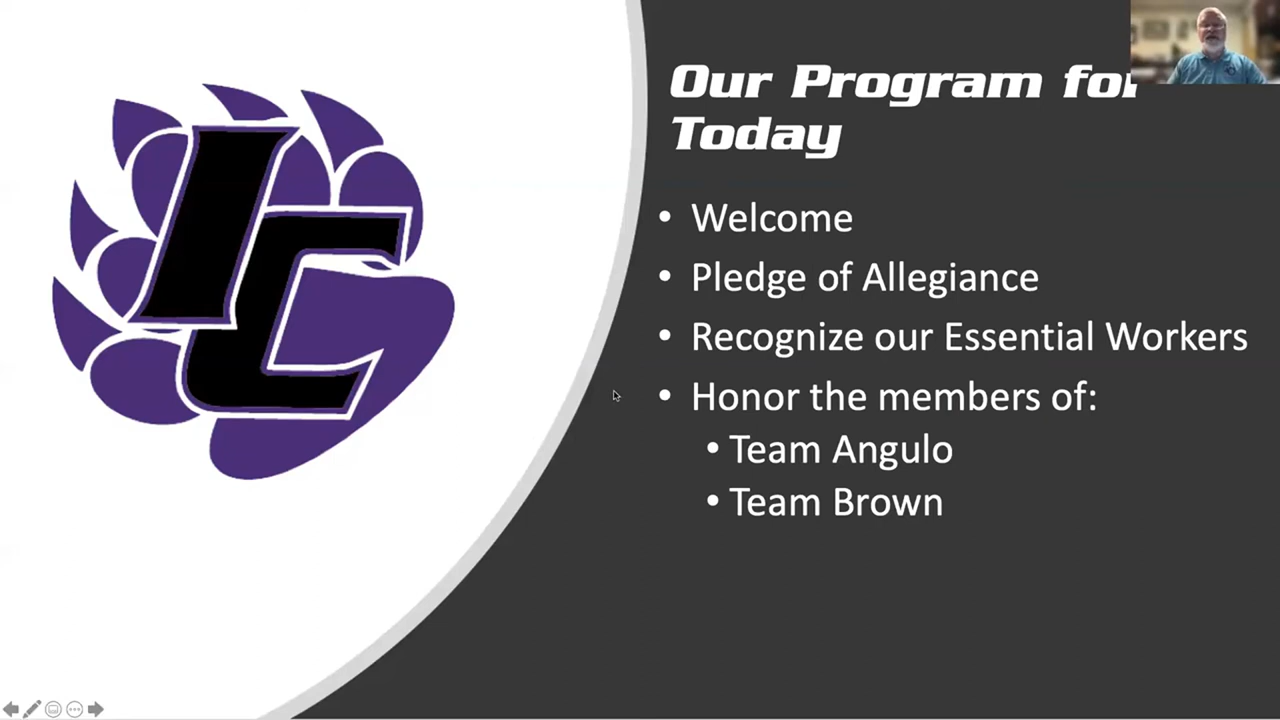 IC
Our Program for
Today
• Welcome
• Pledge of Allegiance
• Recognize our Essential Workers
• Honor the members of:
• Team Angulo
• Team Brown